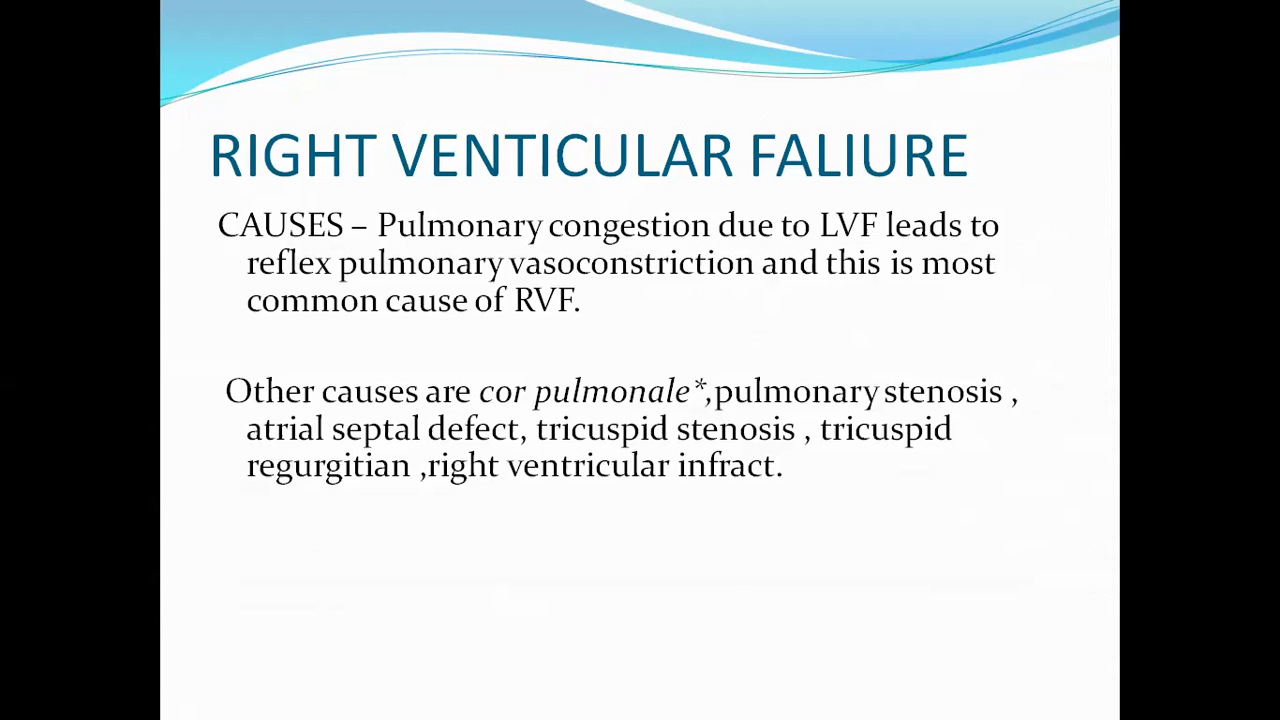 RIGHT VENTICULAR FALIURE
CAUSES – Pulmonary congestion due to LVF leads to
reflex pulmonary vasoconstriction and this is most
common cause of RVF.
Other causes are cor pulmonale*,pulmonary stenosis ,
atrial septal defect, tricuspid stenosis , tricuspid
regurgitian ,right ventricular infract.